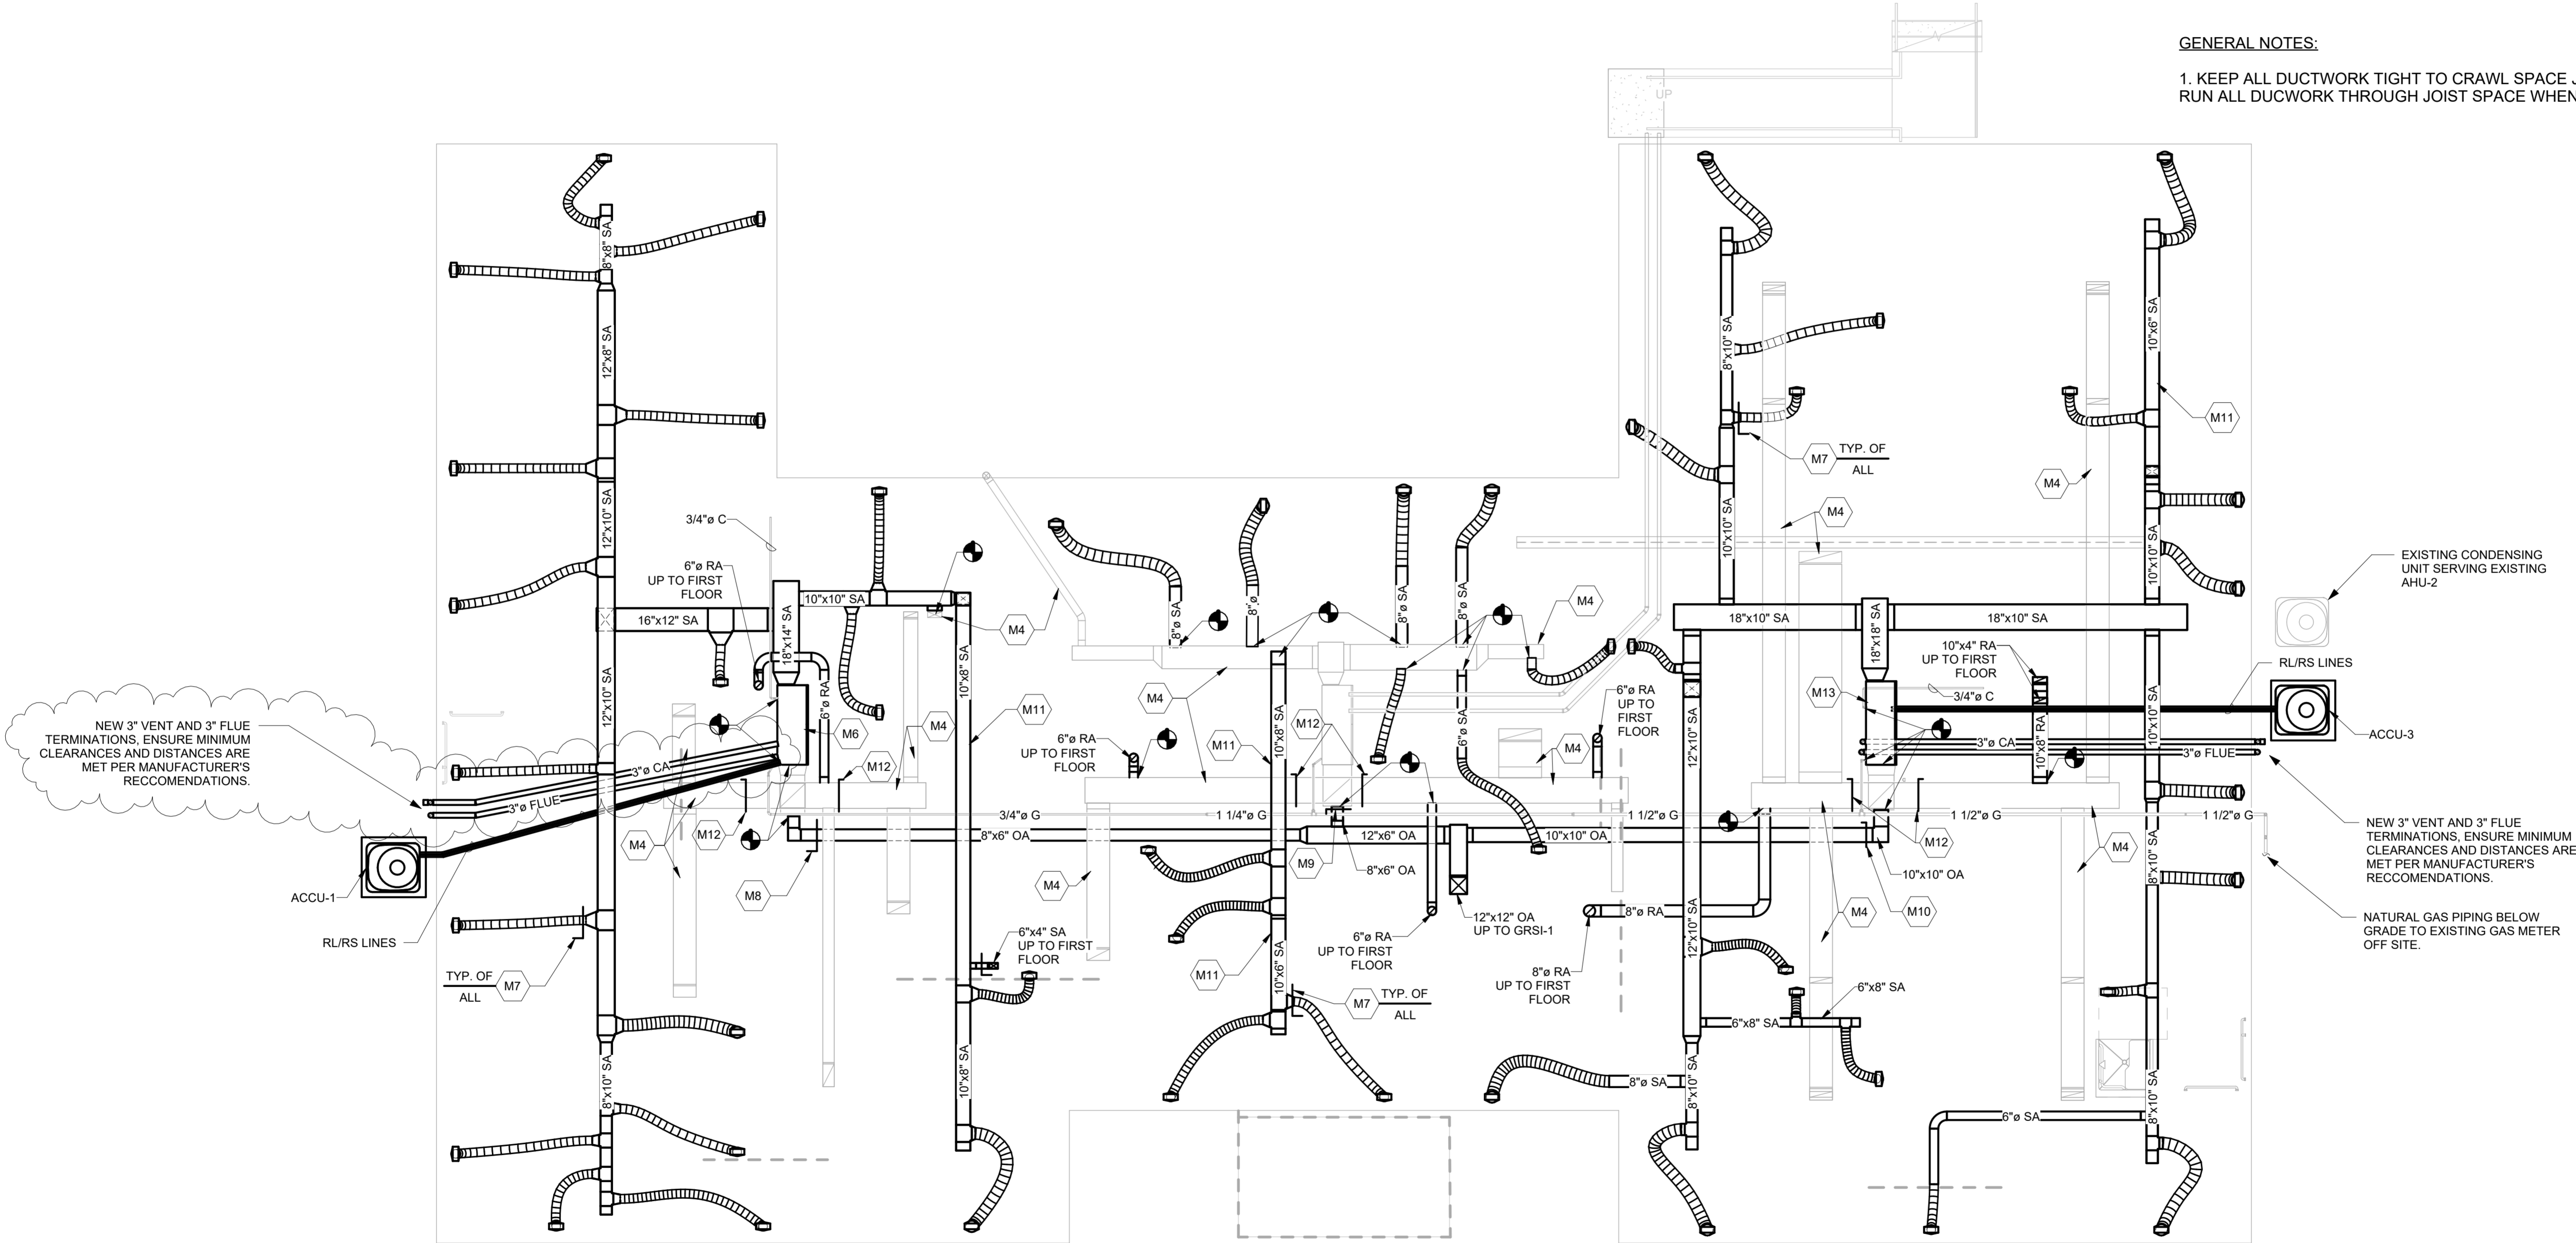 GENERAL NOTES:
1. KEEP ALL DUCTWORK TIGHT TO CRAWL SPACE
RUN ALL DUCWORK THROUGH JOIST SPACE WHEN
UP
8"x8" SA
12"x8" SA
12"x10" SA
12"x10" SA
8"x10" SA
16"x12" SA
3/4"ø C
6"ø RA
UP TO FIRST
FLOOR
18"x14" SA
10"x10" SA
6"ø RA
10"x8" SA
10"x8" SA
M4
M11
M6
M12
M4
NEW 3" VENT AND 3" FLUE
TERMINATIONS, ENSURE MINIMUM
CLEARANCES AND DISTANCES ARE
MET PER MANUFACTURER'S
RECCOMENDATIONS.
3"ø CA
3"ø FLUE
ACCU-1
RL/RS LINES
TYP. OF
ALL
M7
M4
M12
M8
3/4"ø G
8"x6" OA
6"x4" SA
UP TO FIRST
FLOOR
8"ø SA
8"ø
8"ø SA
8"ø SA
M4
M4
6"ø RA
UP TO FIRST
FLOOR
M11
10"x8" SA
M12
6"ø SA
M4
6"ø RA
UP TO
FIRST
FLOOR
1 1/4"ø G
12"x6" OA
10"x10" OA
1 1/2"ø G
M9
8"x6" OA
M4
12"x12" OA
UP TO GRSI-1
6"ø RA
UP TO FIRST
FLOOR
M11
10"x6" SA
M7
TYP. OF
ALL
8"ø RA
8"ø RA
UP TO FIRST
FLOOR
8"ø SA
8"x10" SA
10"x10" SA
M7
TYP. OF
ALL
M4
M4
10"x6" SA
M11
10"x10" SA
18"x10" SA
18"x18" SA
18"x10" SA
10"x4" RA
UP TO FIRST
FLOOR
M13
3/4"ø C
10"x8" RA
10"x10" SA
3"ø CA
3"ø FLUE
EXISTING CONDENSING
UNIT SERVING EXISTING
AHU-2
RL/RS LINES
ACCU-3
12"x10" SA
12"x10" SA
M12
10"x10" OA
M10
M4
M4
1 1/2"ø G
1 1/2"ø G
NEW 3" VENT AND 3" FLUE
TERMINATIONS, ENSURE MINIMUM
CLEARANCES AND DISTANCES ARE
MET PER MANUFACTURER'S
RECCOMENDATIONS.
NATURAL GAS PIPING BELOW
GRADE TO EXISTING GAS METER
OFF SITE.
8"x10" SA
6"x8" SA
6"x8" SA
8"x10" SA
8"x10" SA
6"ø SA